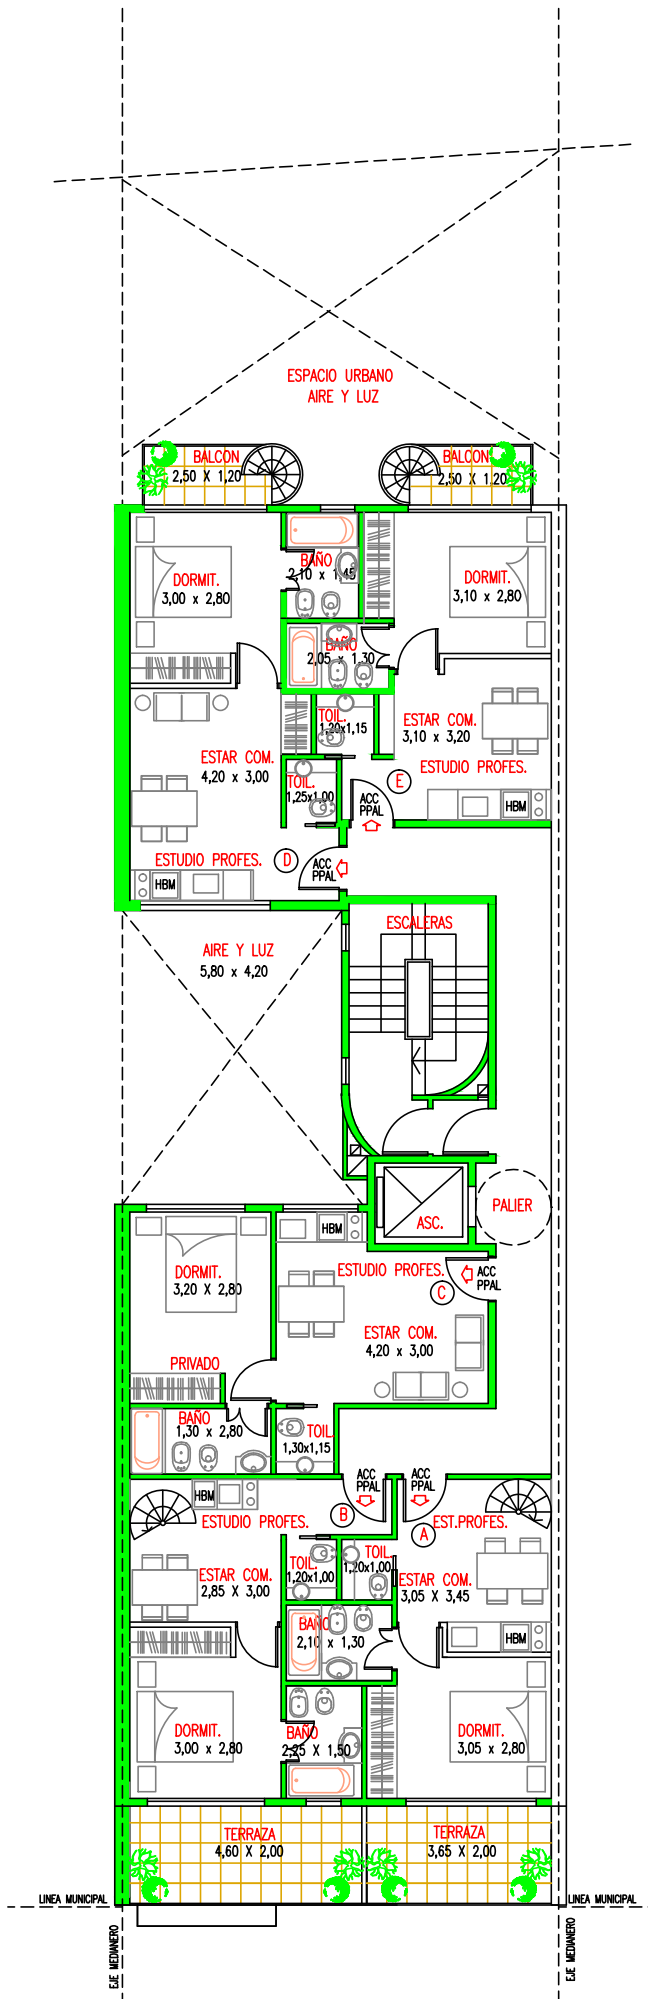 ESPACIO URBANO
AIRE Y LUZ
BALCON
2,50 X 1,20
BALCON
2,50 X 1,20
BAÑO
2,10 x 1,45
DORMIT.
3,00 x 2,80
DORMIT.
3,10 x 2,80
BAÑO
2,05 x 1,30
TOIL.
1,20x1,15
ESTAR COM.
3,10 x 3,20
ESTAR COM.
4,20 x 3,00
ESTUDIO PROFES.
TOIL.
1,25x1,00
E
ACC
PPAL
HBM
ESTUDIO PROFES.
D
ACC
PPAL
HBM
ESCALERAS
AIRE Y LUZ
5,80 x 4,20
PALIER
ASC.
HBM
DORMIT.
3,20 X 2,80
ESTUDIO PROFES.
ACC
PPAL
C
ESTAR COM.
4,20 x 3,00
PRIVADO
BAÑO
1,30 x 2,80
TOIL.
1,30x1,15
ACC
PPAL
ACC
PPAL
HBM
B
ESTUDIO PROFES.
A
EST.PROFES.
TOIL.
1,20x1,00
TOIL.
1,20x1,00
ESTAR COM.
2,85 X 3,00
ESTAR COM.
3,05 X 3,45
BAÑO
2,10 x 1,30
HBM
DORMIT.
3,00 x 2,80
BAÑO
2,25 X 1,50
DORMIT.
3,05 x 2,80
TERRAZA
4,60 X 2,00
TERRAZA
3,65 X 2,00
LINEA MUNICIPAL
LINEA MUNICIPAL
EJE MEDIANERO
EJE MEDIANERO